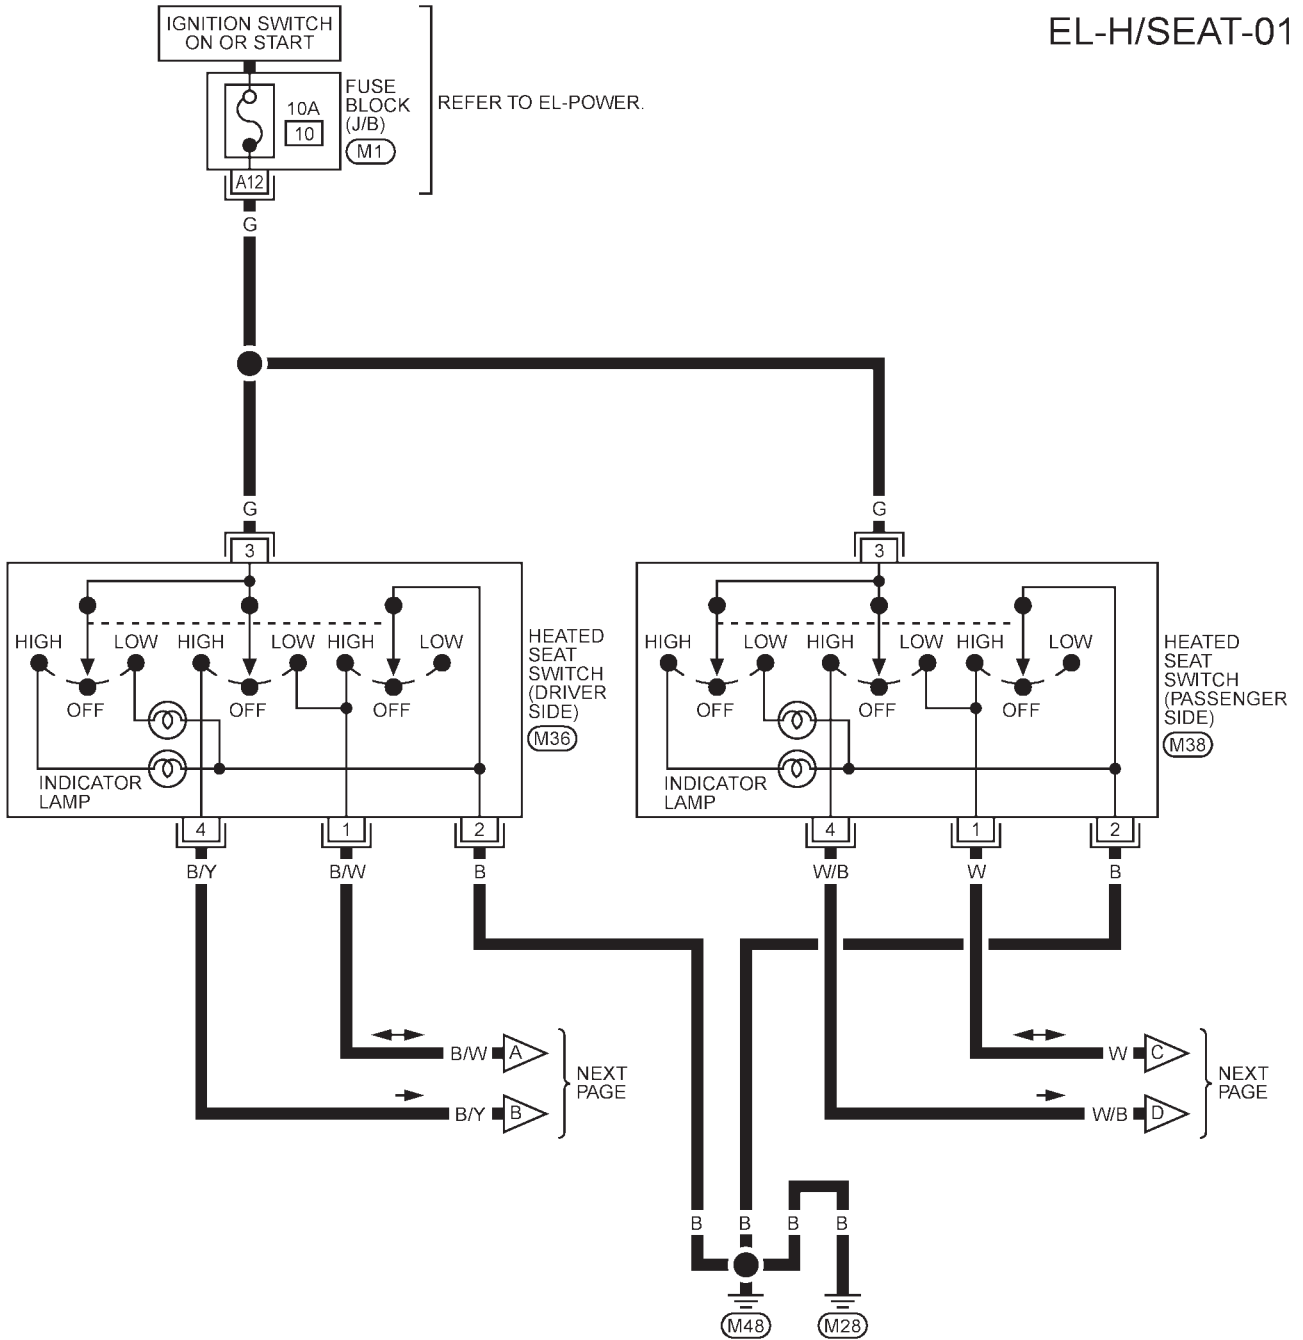 EL-H/SEAT-01
IGNITION SWITCH
ON OR START
FUSE
BLOCK
(J/B)
M1
10A
10
REFER TO EL-POWER.
A12
G
G
G
3
3
HIGH
LOW
HIGH
LOW
HIGH
LOW
OFF
OFF
OFF
INDICATOR
LAMP
HEATED
SEAT
SWITCH
(DRIVER
SIDE)
M36
HIGH
LOW
HIGH
LOW
HIGH
LOW
OFF
OFF
OFF
INDICATOR
LAMP
HEATED
SEAT
SWITCH
(PASSENGER
SIDE)
M38
4
1
2
4
1
2
B/Y
B/W
B
W/B
W
B
B/W
A
B/Y
B
NEXT
PAGE
W
C
W/B
D
NEXT
PAGE
B
B
B
B
M48
M28